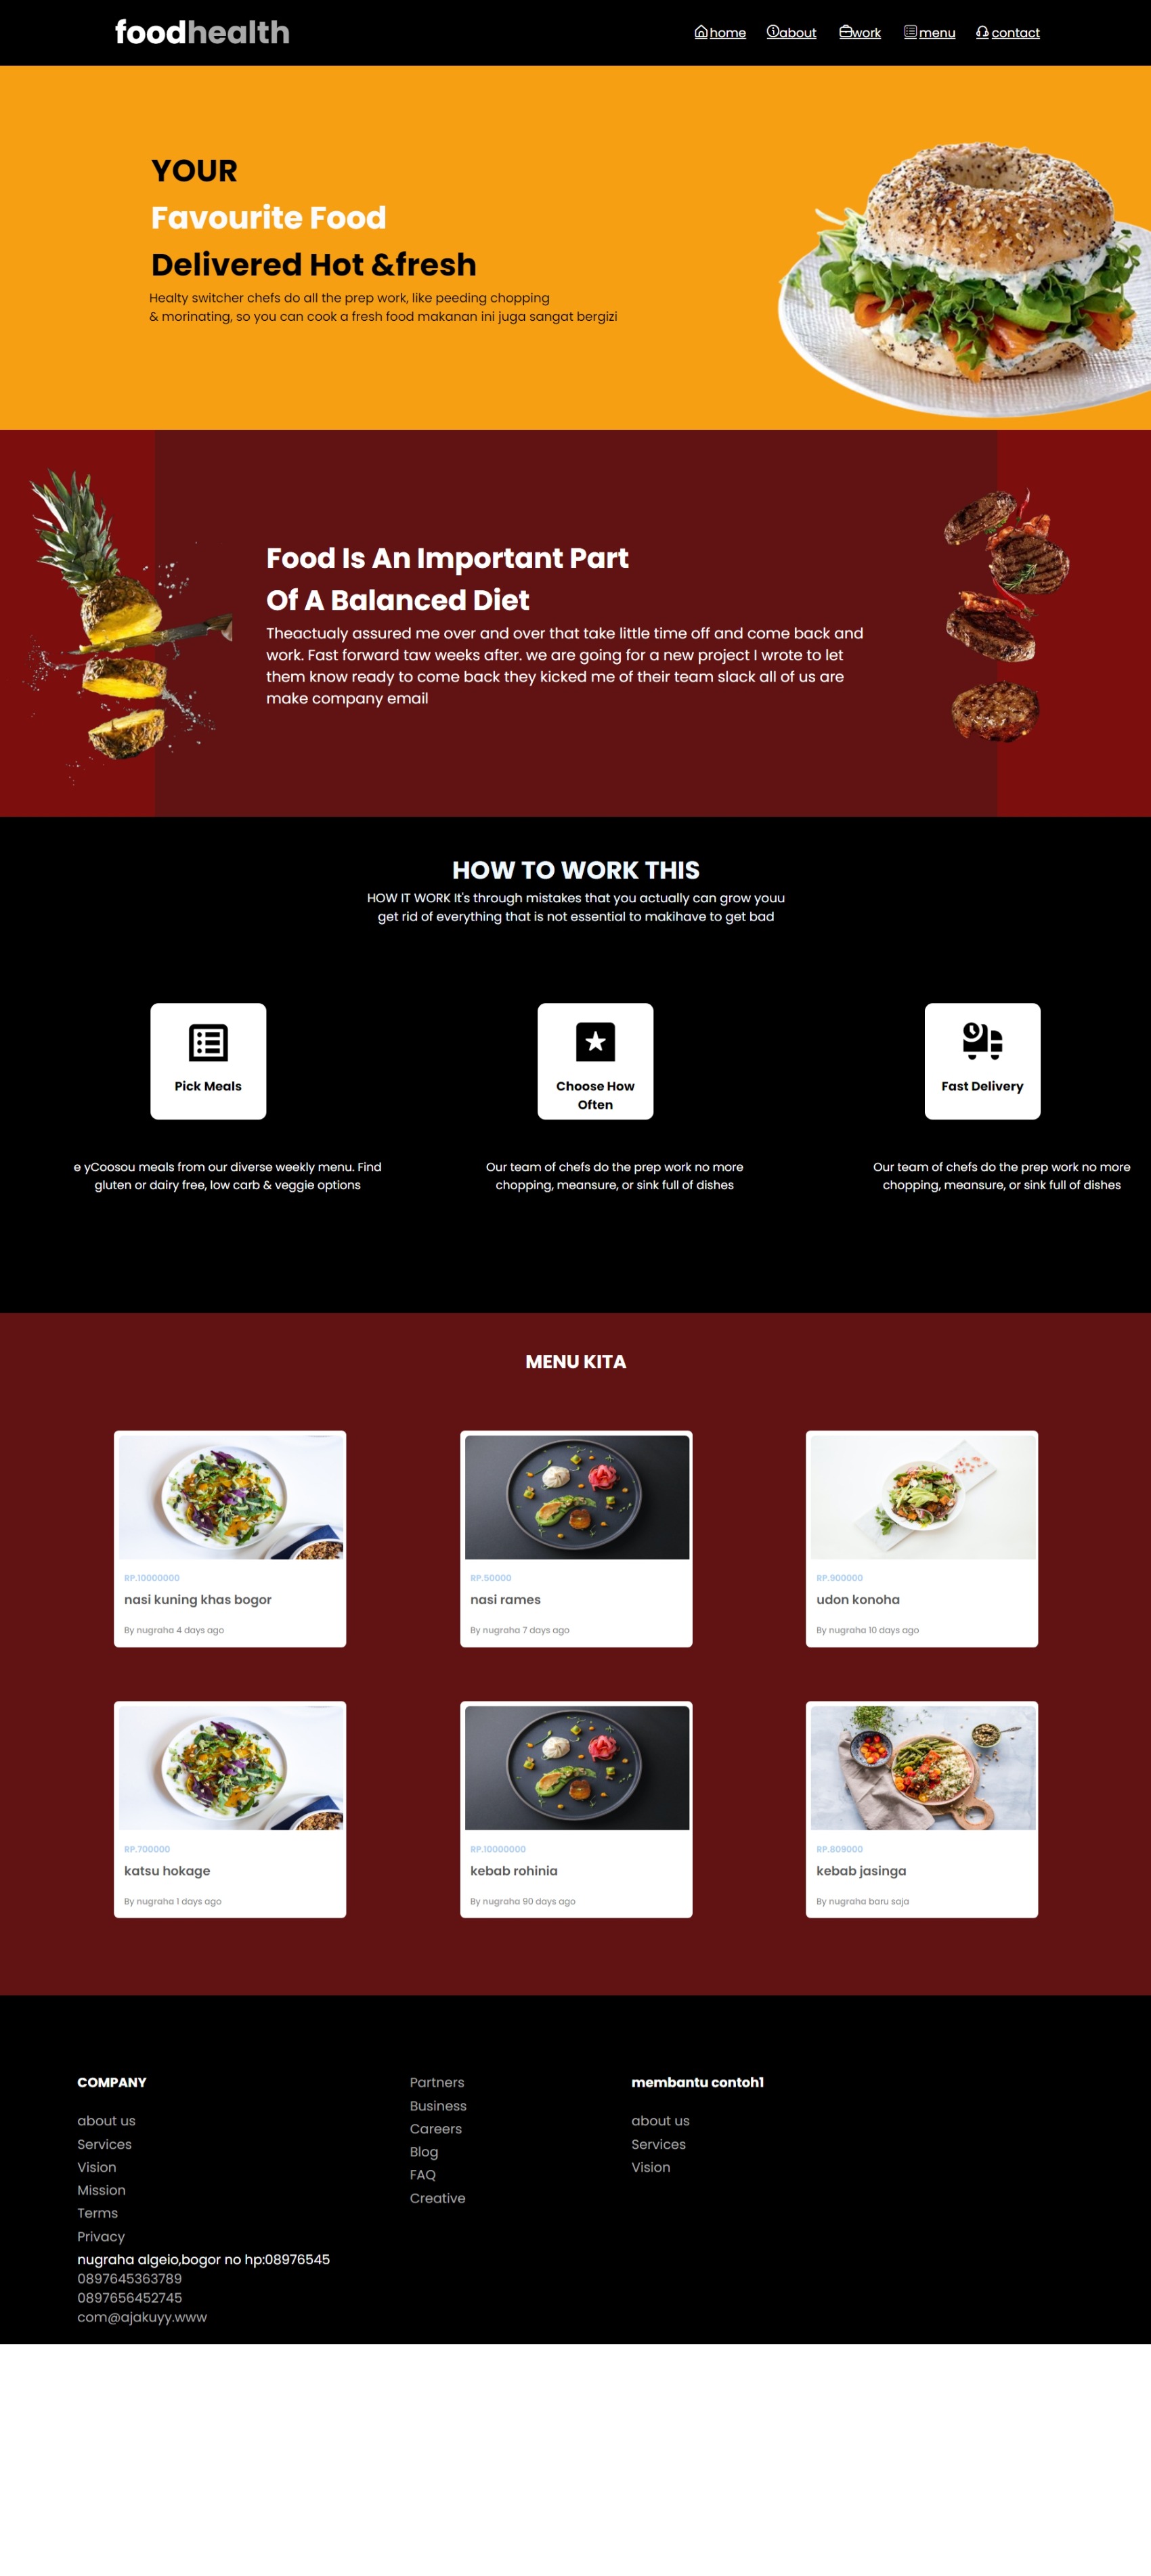 foodhealth
home about work menu contact
YOUR
Favourite Food
Delivered Hot &fresh
Healty switcher chefs do all the prep work, like peeding chopping
& morinating, so you can cook a fresh food makanan ini juga sangat bergizi
Food Is An Important Part
Of A Balanced Diet
Theactualy assured me over and over that take little time off and come back and
work. Fast forward taw weeks after. we are going for a new project I wrote to let
them know ready to come back they kicked me of their team slack all of us are
make company email
HOW TO WORK THIS
HOW IT WORK It's through mistakes that you actually can grow youu
get rid of everything that is not essential to makihave to get bad
Pick Meals
e yCoosou meals from our diverse weekly menu. Find
gluten or dairy free, low carb & veggie options
Choose How
Often
Our team of chefs do the prep work no more
chopping, meansure, or sink full of dishes
Fast Delivery
Our team of chefs do the prep work no more
chopping, meansure, or sink full of dishes
MENU KITA
RP.10000000
nasi kuning khas bogor
By nugraha 4 days ago
RP.50000
nasi rames
By nugraha 7 days ago
RP.900000
udon konoha
By nugraha 10 days ago
RP.700000
katsu hokage
By nugraha 1 days ago
RP.10000000
kebab rohinia
By nugraha 90 days ago
RP.809000
kebab jasinga
By nugraha baru saja
COMPANY
about us
Services
Vision
Mission
Terms
Privacy
nugraha algeio,bogor no hp:08976545
0897645363789
0897656452745
com@ajakuyy.www
Partners
Business
Careers
Blog
FAQ
Creative
membantu contoh1
about us
Services
Vision